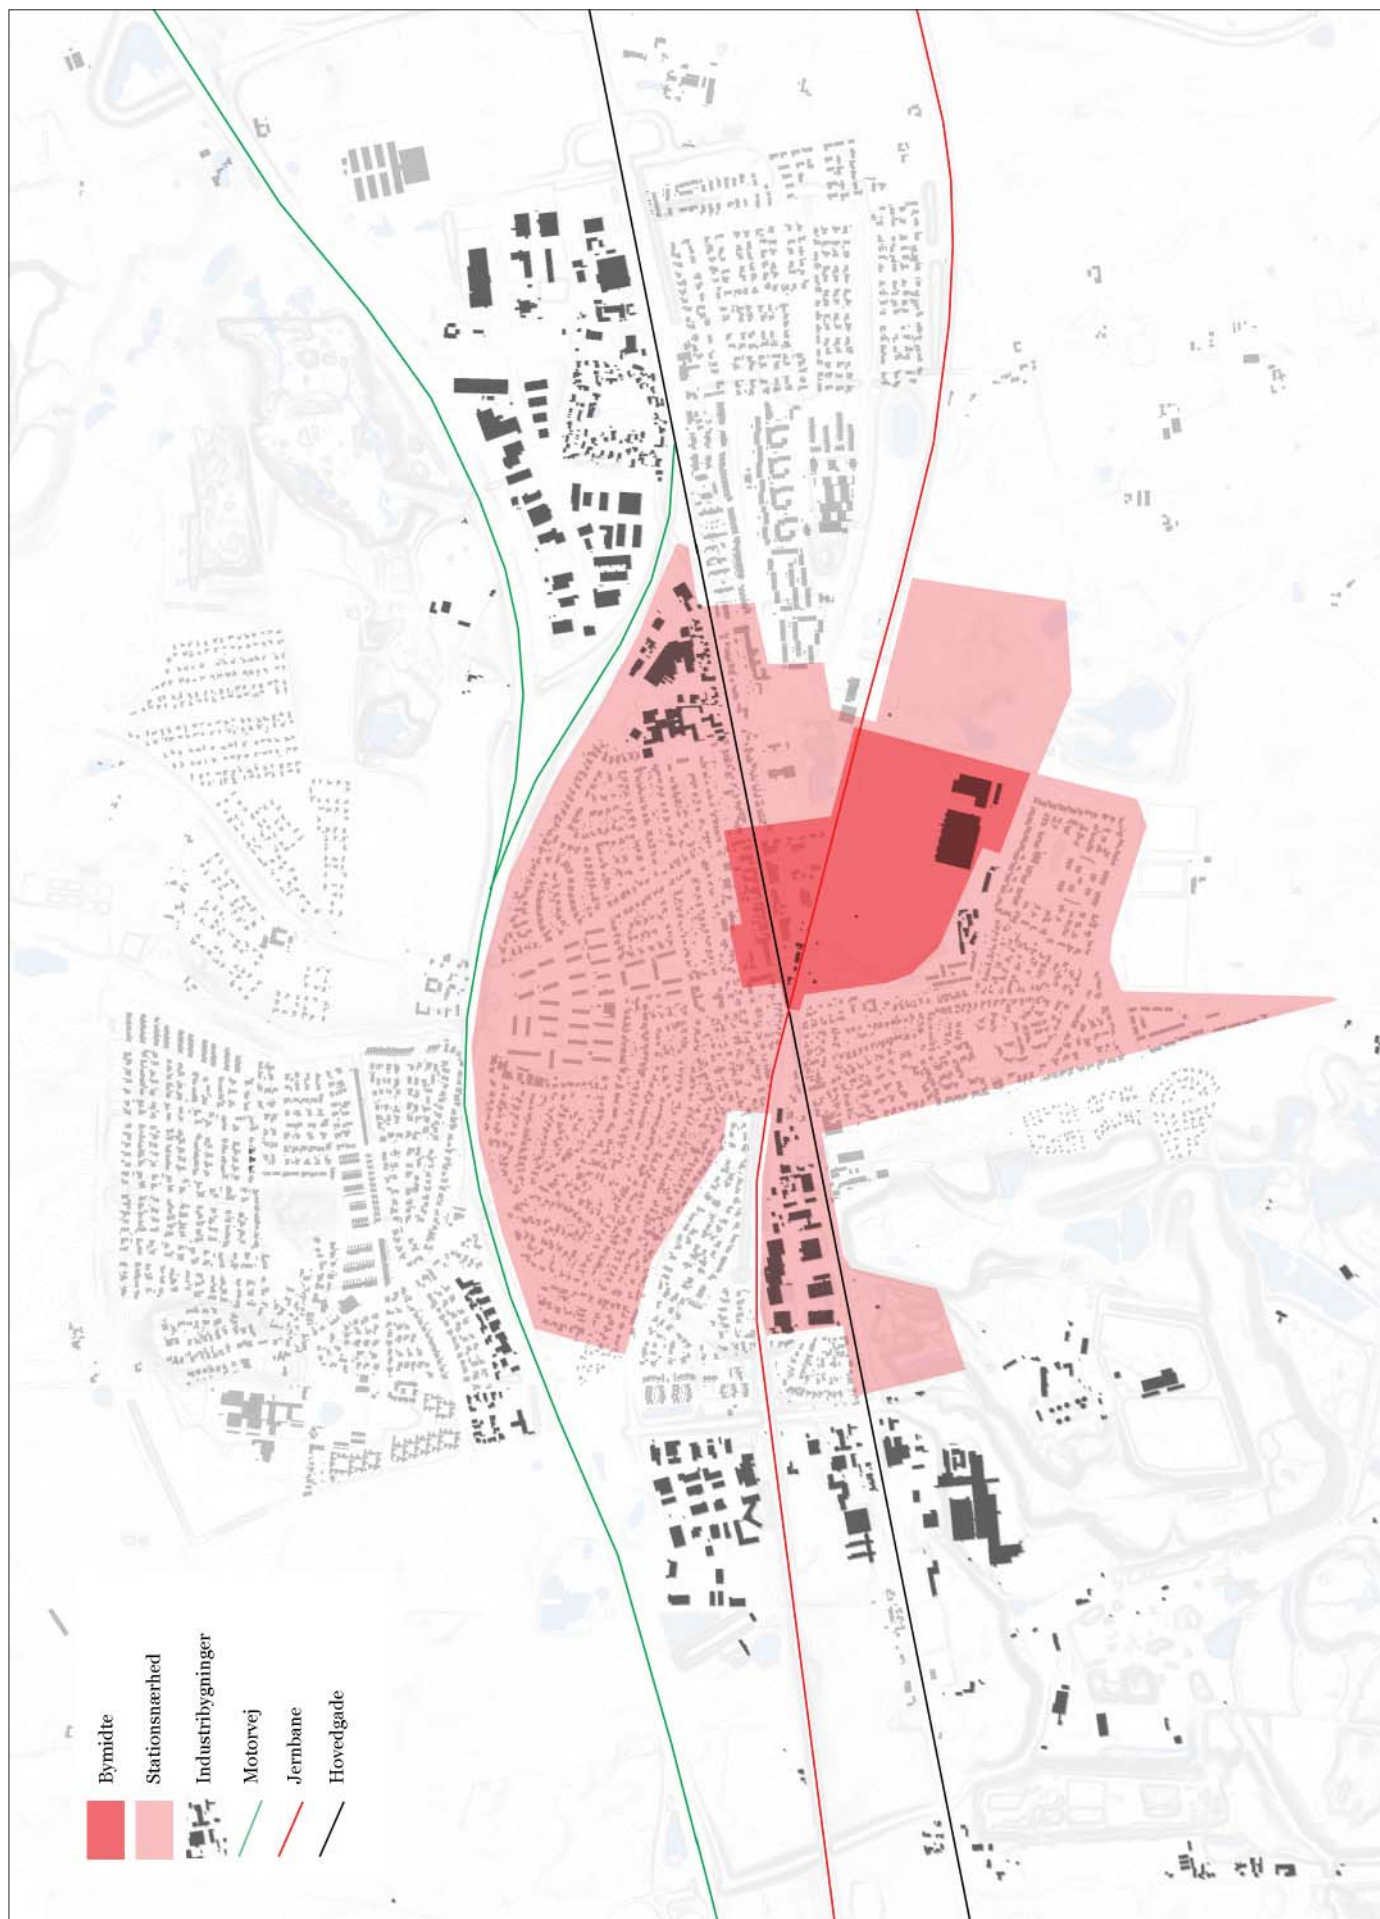 Bymidte
Stationsnærhed
Industribygninger
Motorvej
Jernbane
Hovedgade